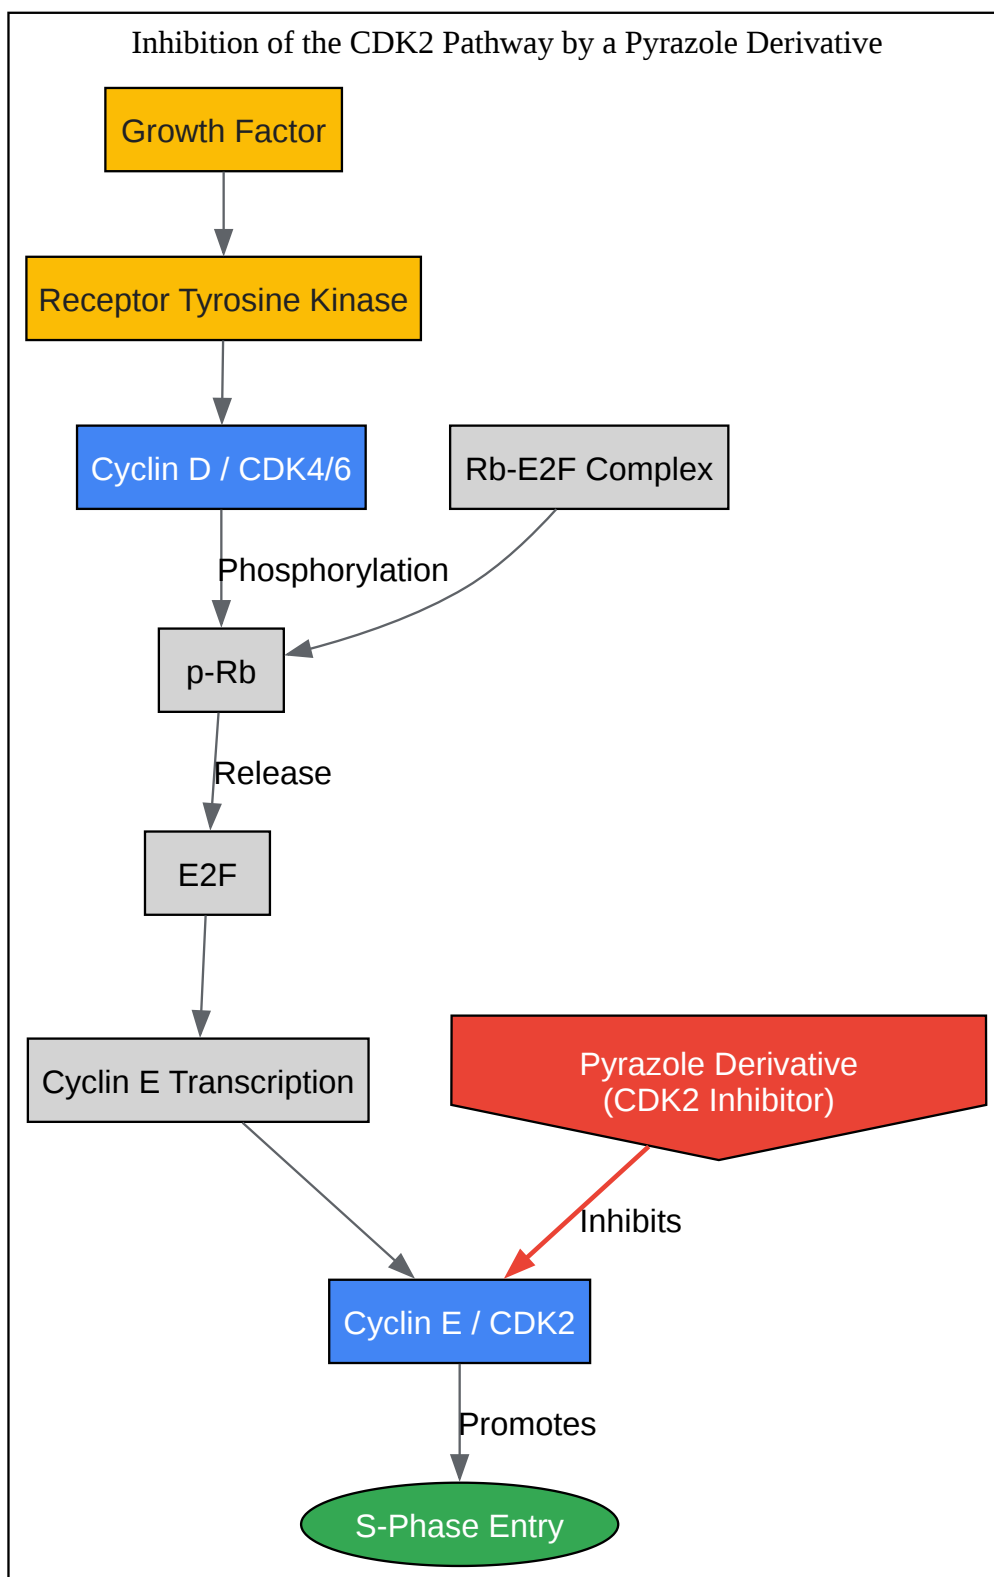 Inhibition of the CDK2 Pathway by a Pyrazole Derivative
Growth Factor
Receptor Tyrosine Kinase
Cyclin D / CDK4/6
Rb-E2F Complex
Phosphorylation
p-Rb
Release
E2F
Cyclin E Transcription
Pyrazole Derivative
(CDK2 Inhibitor)
Inhibits
Cyclin E / CDK2
Promotes
S-Phase Entry